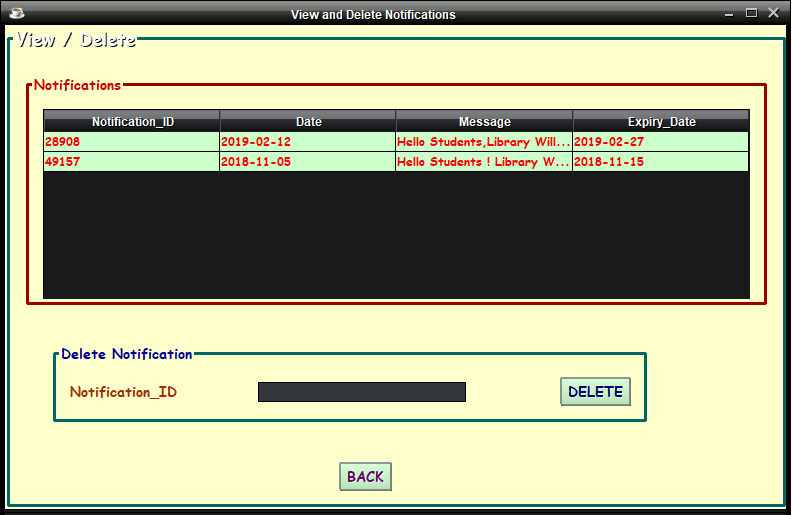 View and Delete Notifications
View / Delete
Notifications
Notification_ID Date Message Expiry_Date
28908 2019-02-12 Hello Students,Library Will... 2019-02-27
49157 2018-11-05 Hello Students ! Library W... 2018-11-15
Delete Notification
Notification_ID DELETE
BACK